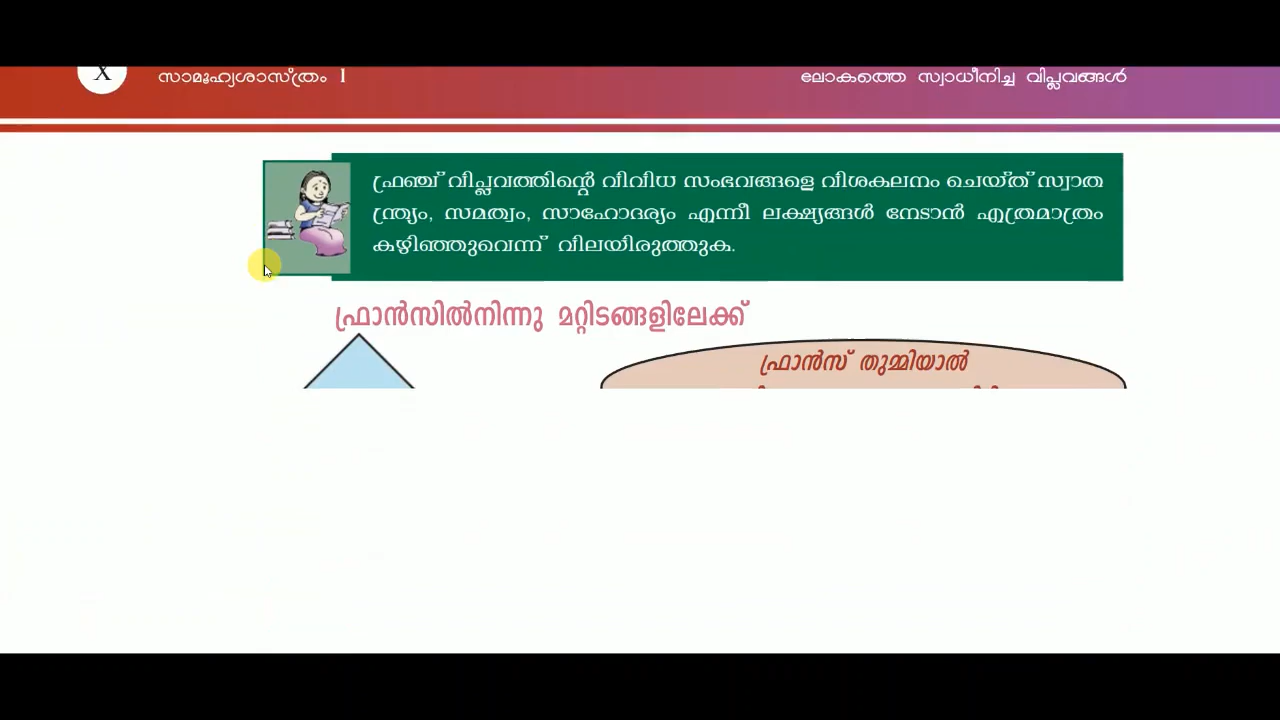 X സാമൂഹ്യശാസ്ത്രം I ലോകത്തെ സ്വാധീനിച്ച വിപ്ലവങ്ങൾ
ഫ്രഞ്ച് വിപ്ലവത്തിന്റെ വിവിധ സംഭവങ്ങളെ വിശകലനം ചെയ്ത് സ്വാത
ന്ത്ര്യം, സമത്വം, സാഹോദര്യം എന്നീ ലക്ഷ്യങ്ങൾ നേടാൻ എത്രമാത്രം
കഴിഞ്ഞുവെന്ന് വിലയിരുത്തുക.
ഫ്രാൻസിൽനിന്നു മറ്റിടങ്ങളിലേക്ക്
ഫ്രാൻസ് തുമ്മിയാൽ